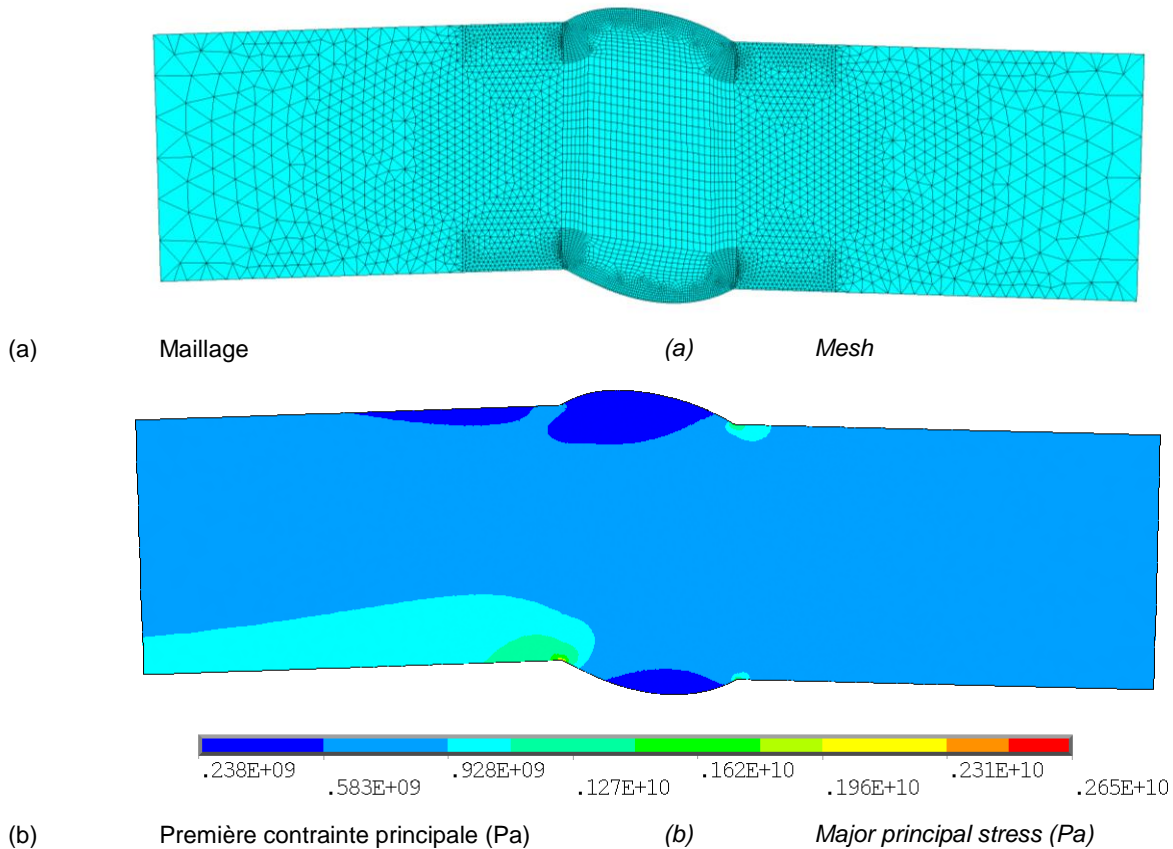 (a) Maillage (a) Mesh
.238E+09 .928E+09 .162E+10 .231E+10
.583E+09 .127E+10 .196E+10 .265E+10
(b) Première contrainte principale (Pa) (b) Major principal stress (Pa)